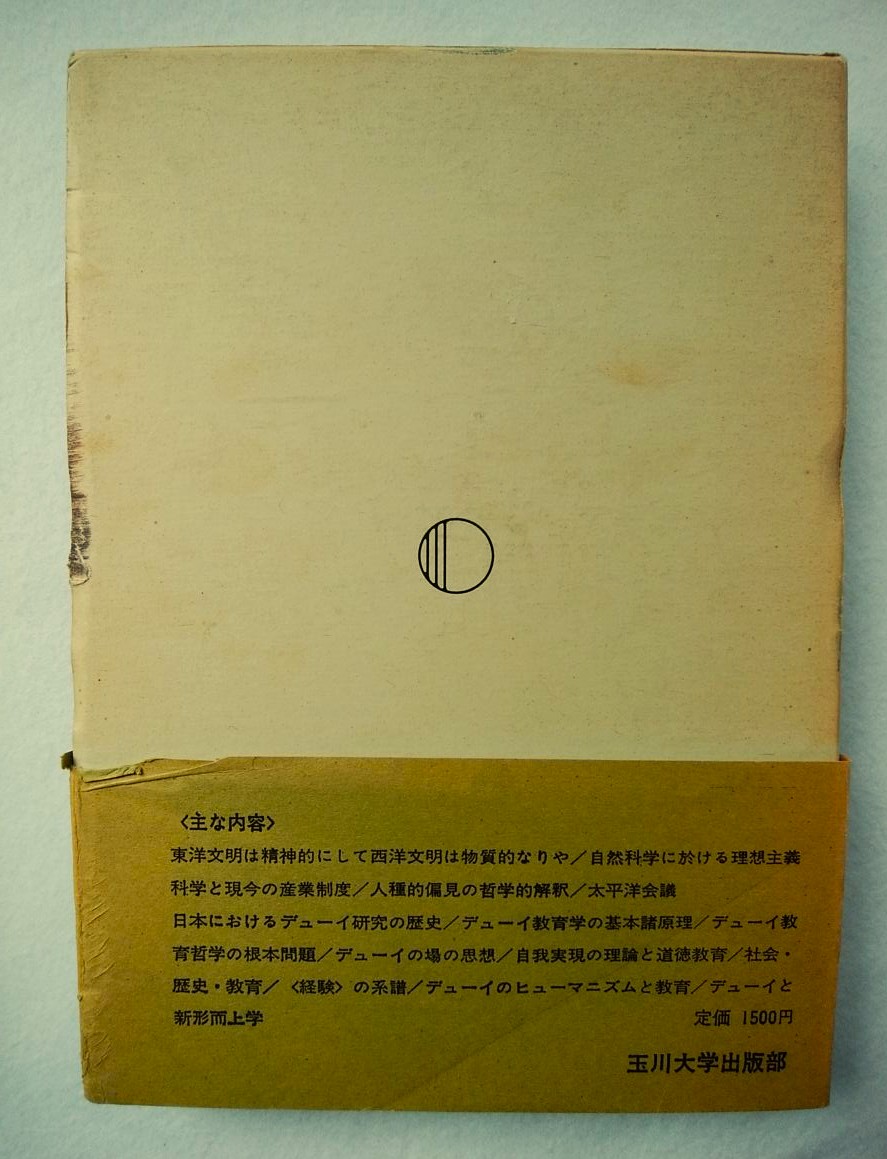 〈主な内容〉
東洋文明は精神的にして西洋文明は物質的なりや／自然科学に於ける理想主義
科学と現今の産業制度／人種的偏見の哲学的解釈／太平洋会議
日本におけるデューイ研究の歴史／デューイ教育学の基本諸原理／デューイ教
育哲学の根本問題／デューイの場の思想／自我実現の理論と道徳教育／社会・
歴史・教育／〈経験〉の系譜／デューイのヒューマニズムと教育／デューイと
新形而上学 定価 1500円
玉川大学出版部